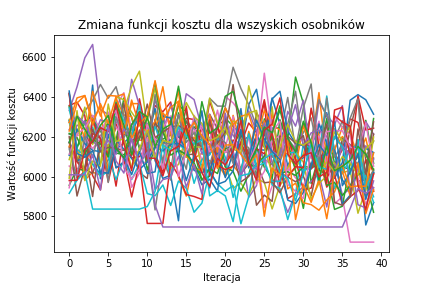 Zmiana funkcji kosztu dla wszyskich osobników
Wartość funkcji kosztu
6600
6400
6200
6000
5800
0 5 10 15 20 25 30 35 40
Iteracja